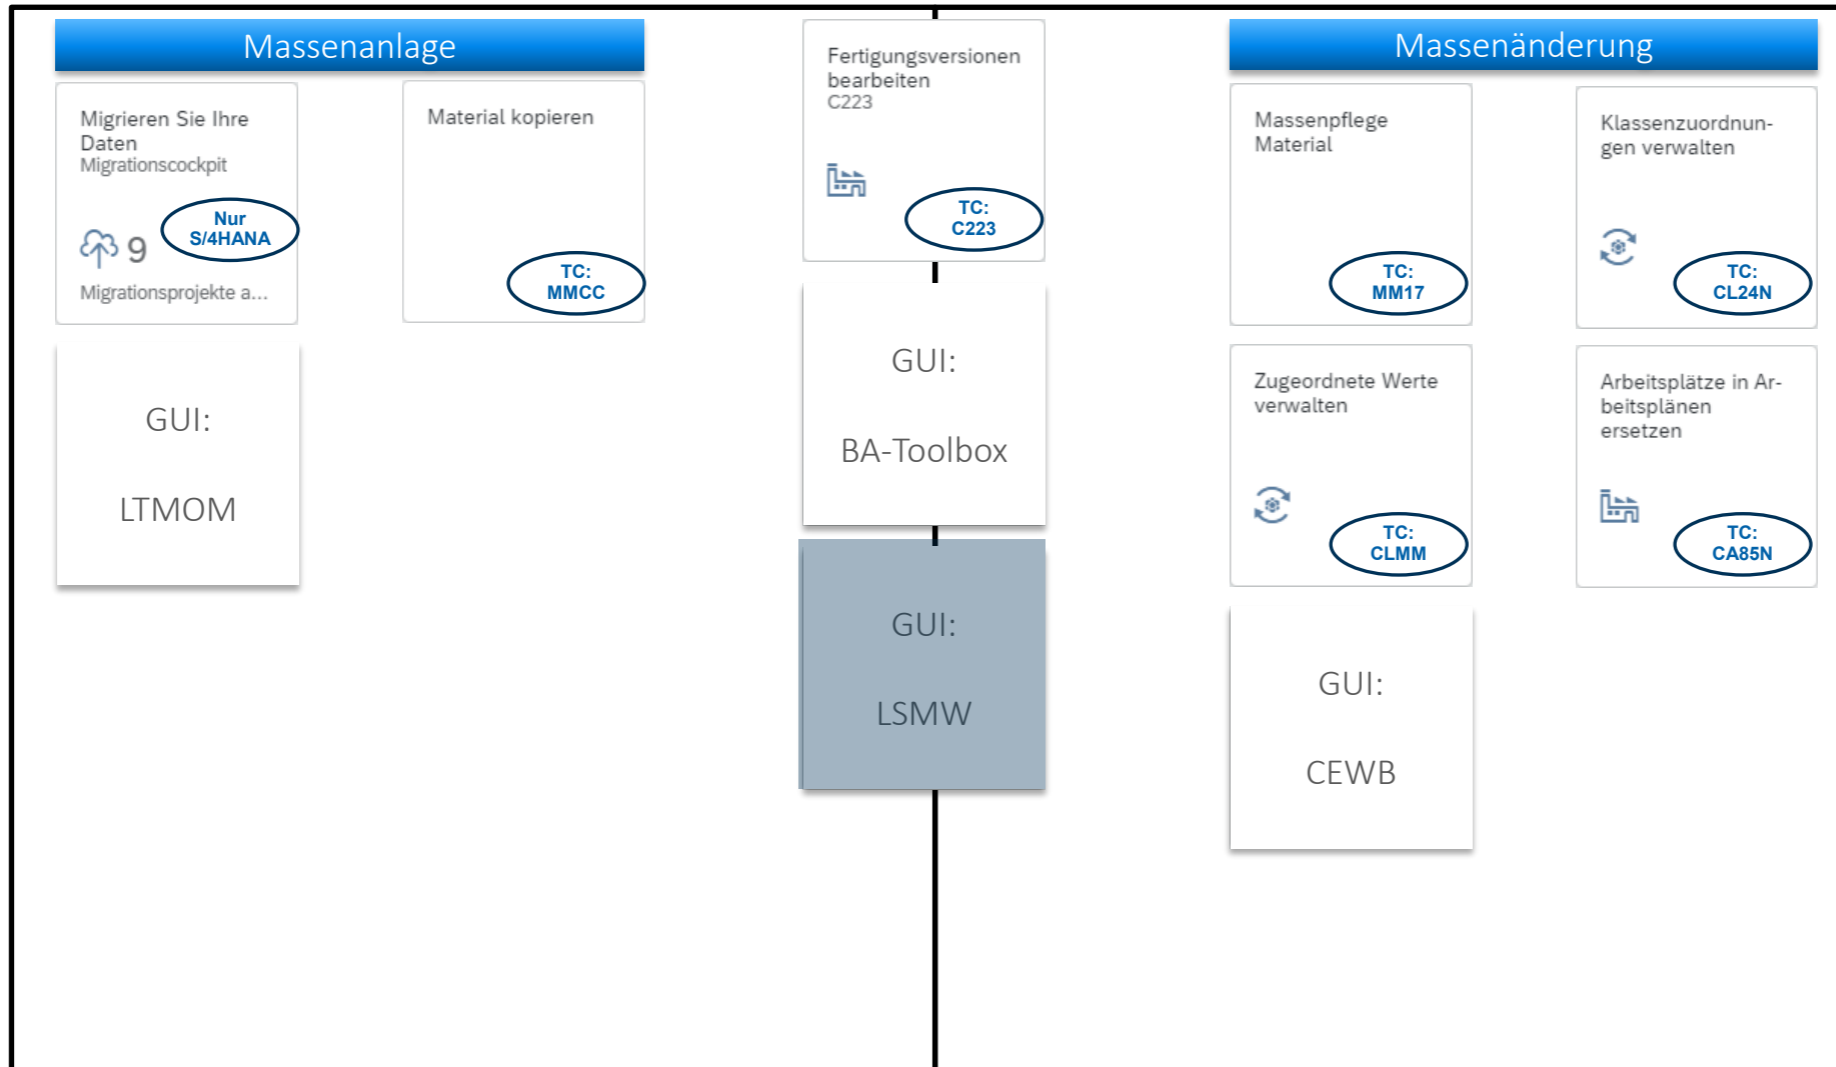 Massenanlage
Migrieren Sie Ihre
Daten
Migrationscockpit
Nur
S/4HANA
9
Migrationsprojekte a...
Material kopieren
TC:
MMCC
GUI:
LTMOM
Fertigungsversionen
bearbeiten
C223
TC:
C223
GUI:
BA-Toolbox
GUI:
LSMW
Massenänderung
Massenpflege
Material
TC:
MM17
Klassenzuordnun-
gen verwalten
TC:
CL24N
Zugeordnete Werte
verwalten
TC:
CLMM
Arbeitsplätze in Ar-
beitsplänen
ersetzen
TC:
CA85N
GUI:
CEWB